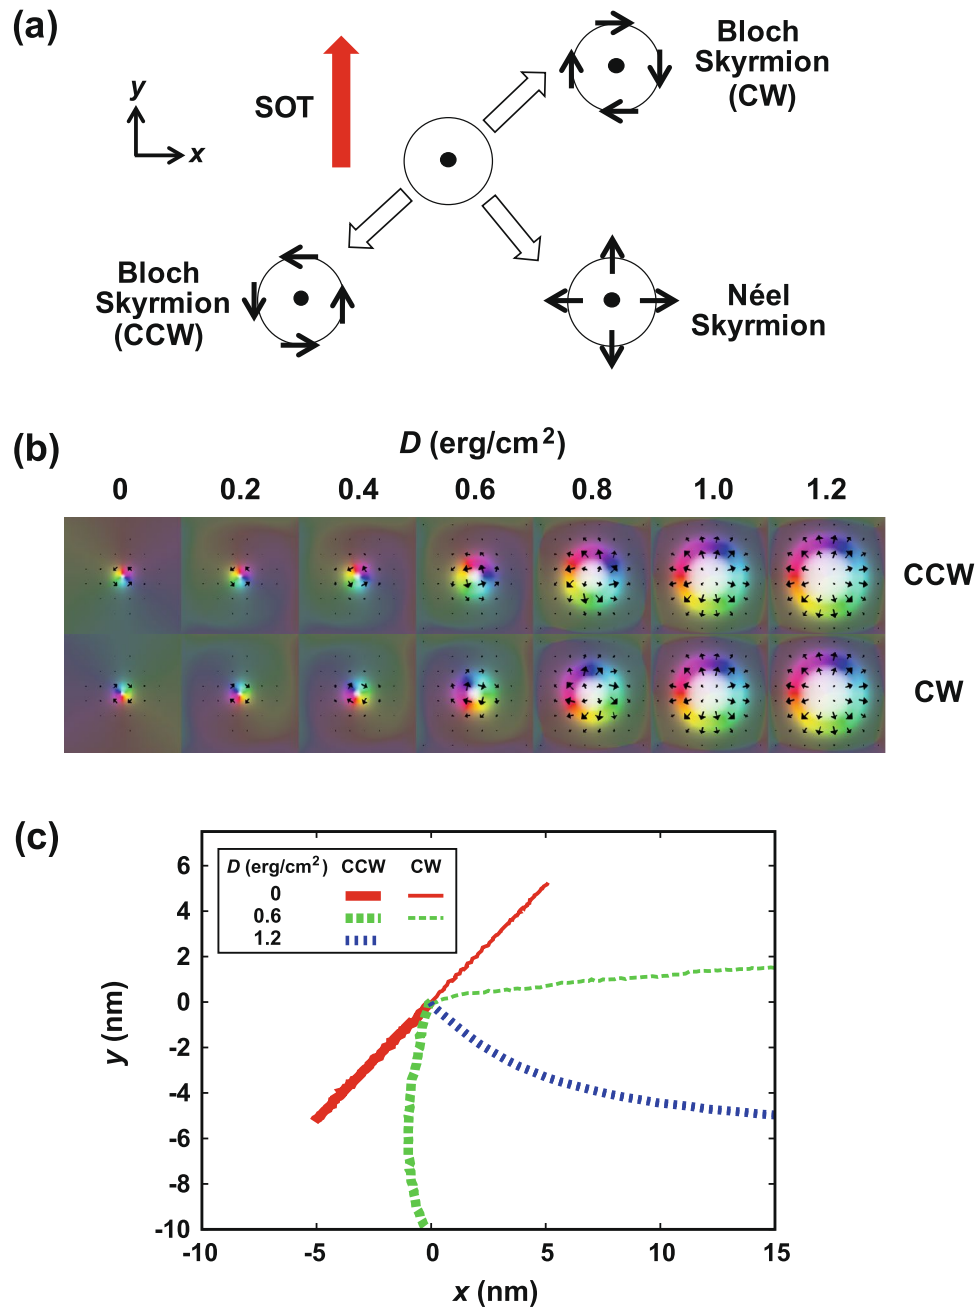 (a)
SOT
y
x
Bloch
Skyrmion
(CW)
Bloch
Skyrmion
(CCW)
Néel
Skyrmion
(b)
D (erg/cm²)
0 0.2 0.4 0.6 0.8 1.0 1.2
CCW
CW
(c)
D (erg/cm²) CCW CW
0
0.6
1.2
6
4
2
0
-2
-4
-6
-8
-10
y (nm)
-10 -5 0 5 10 15
x (nm)